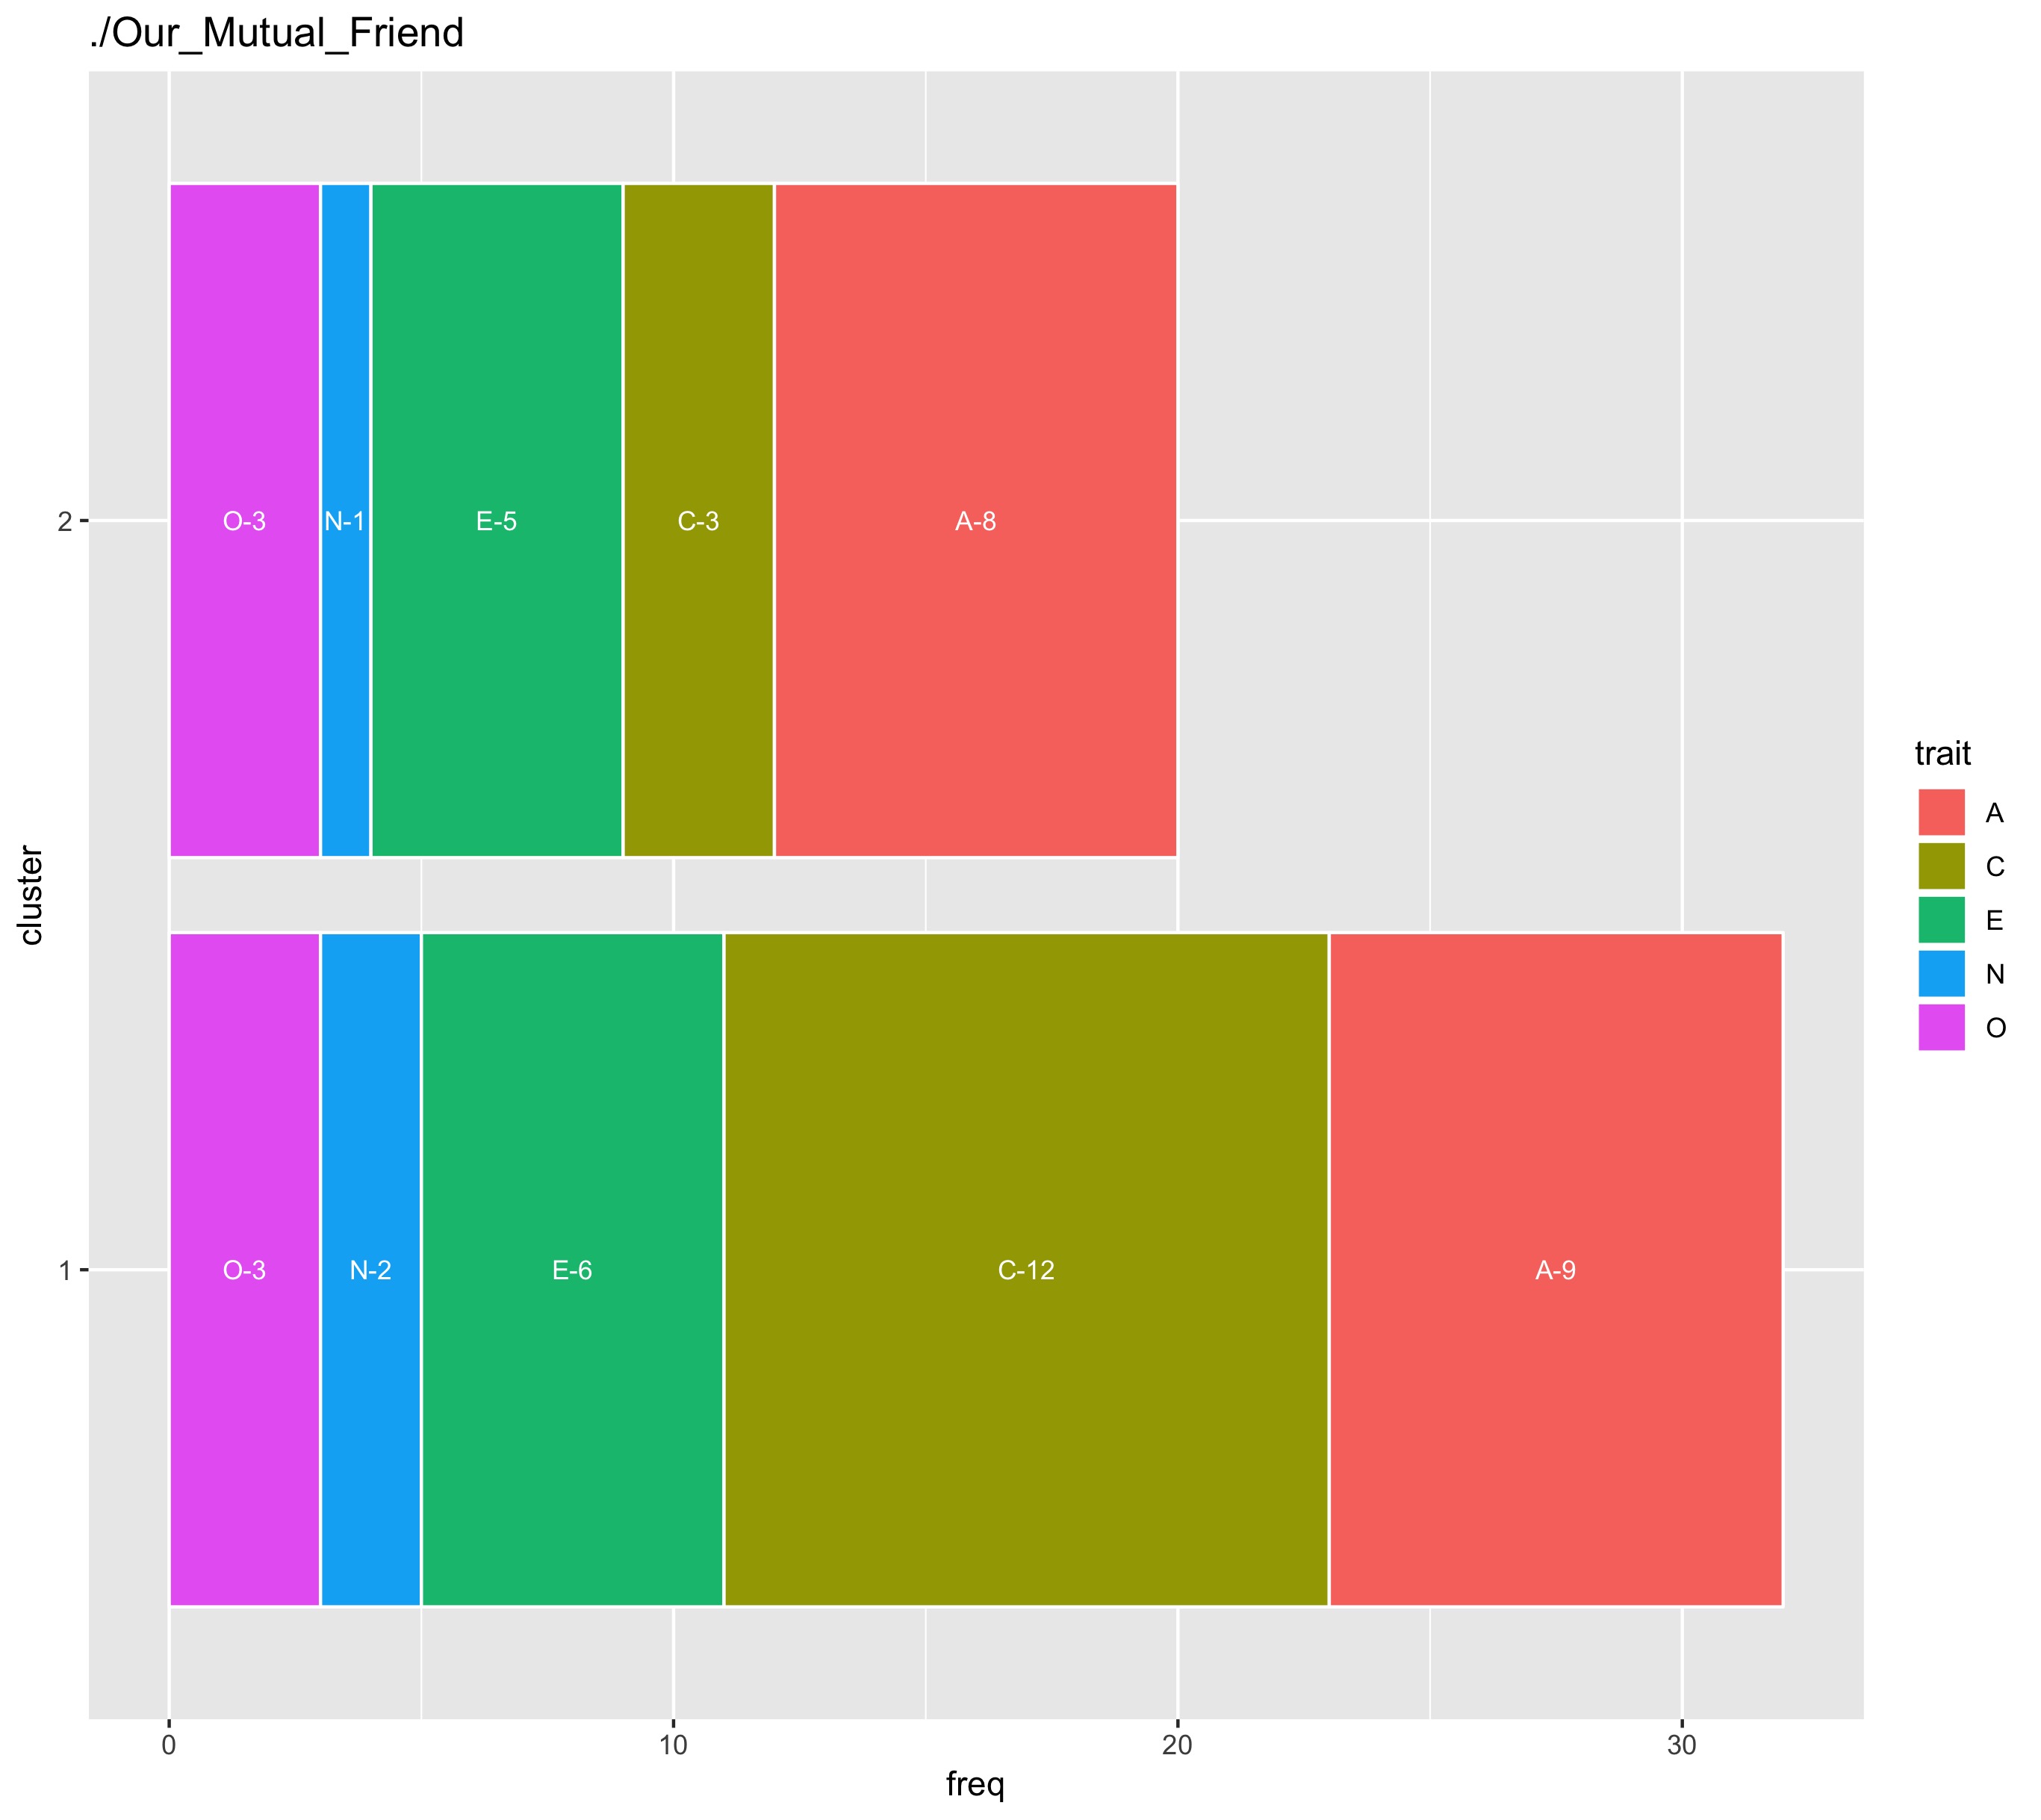 ./Our_Mutual_Friend
2
O-3 N-1 E-5 C-3 A-8
cluster
1
O-3 N-2 E-6 C-12 A-9
0 10 20 30
freq
trait
A
C
E
N
O